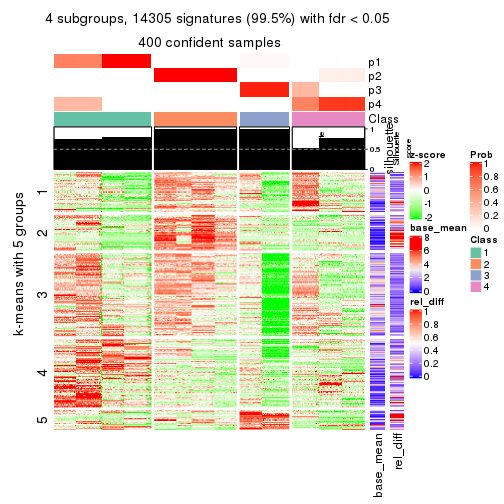 4 subgroups, 14305 signatures (99.5%) with fdr < 0.05
400 confident samples
p1
p2
p3
p4
Class
1
0.5
0
silhouette
Silhouette
score
k-means with 5 groups
1
2
3
4
5
base_mean
rel_diff
z-score
2
1
0
-1
-2
base_mean
8
6
4
2
0
rel_diff
1
0.8
0.6
0.4
0.2
0
Prob
1
0.8
0.6
0.4
0.2
0
Class
1
2
3
4